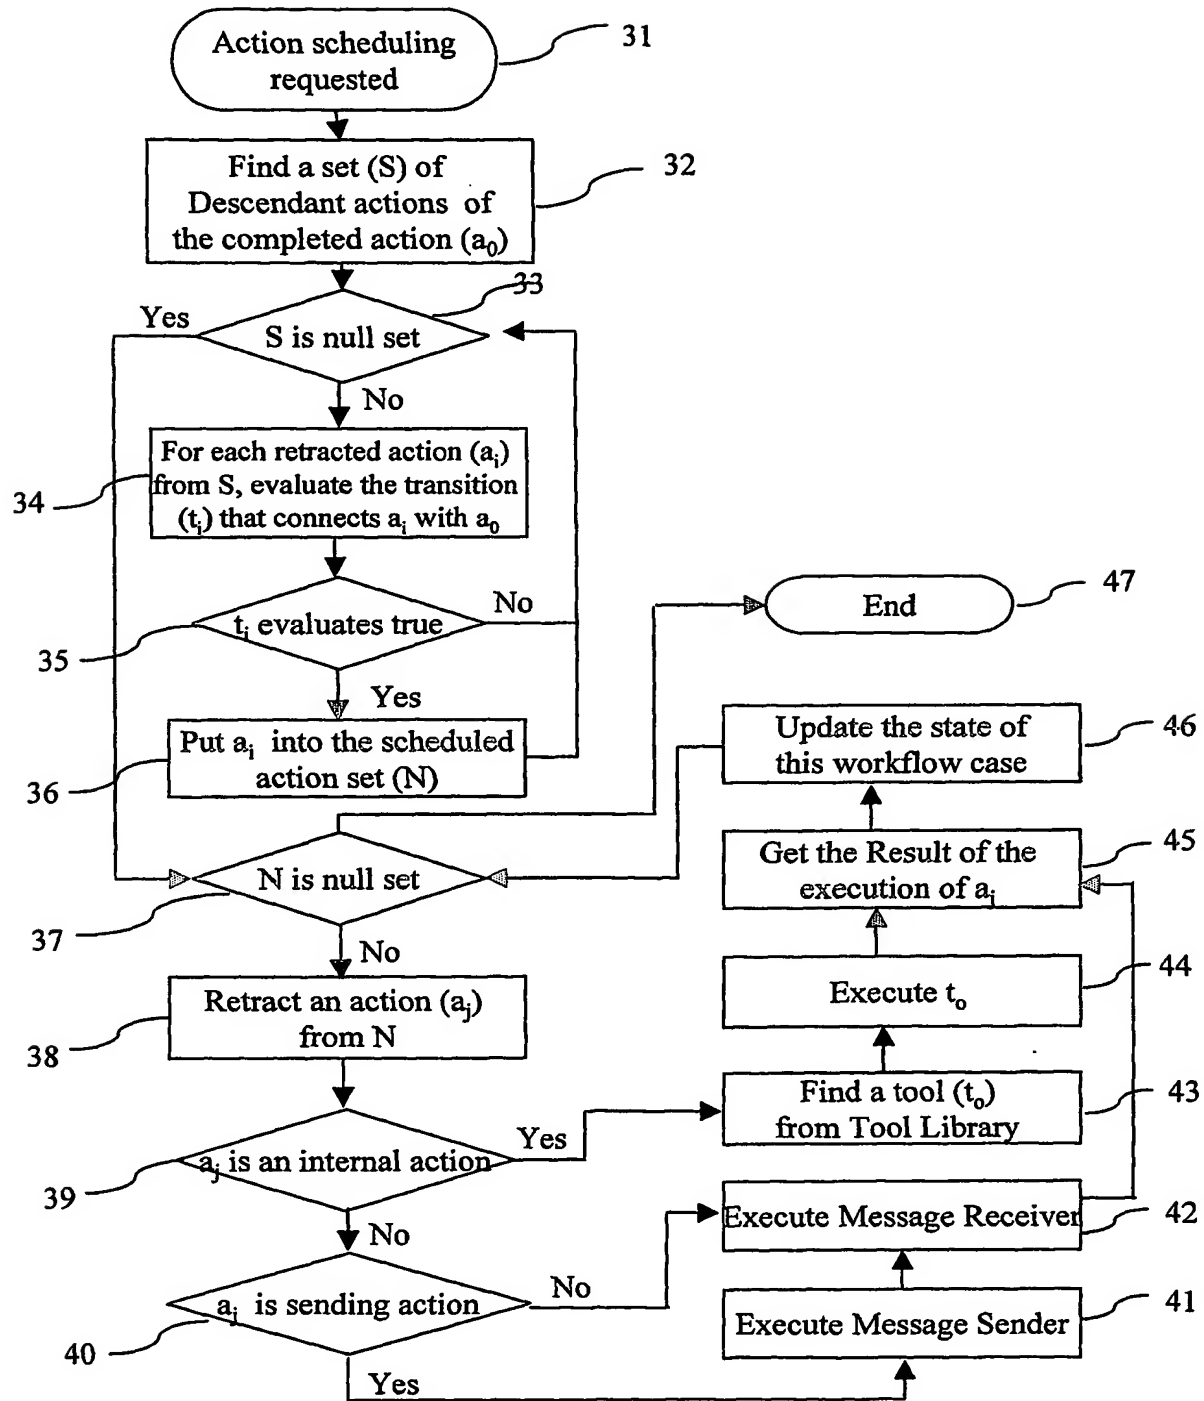 Action scheduling
requested
31
Find a set (S) of
Descendant actions of
the completed action (a₀)
32
33
Yes
S is null set
No
For each retracted action (aᵢ)
from S, evaluate the transition
(tᵢ) that connects aᵢ with a₀
34
tᵢ evaluates true
No
35
Yes
Put aᵢ into the scheduled
action set (N)
36
N is null set
37
No
Retract an action (aⱼ)
from N
38
aⱼ is an internal action
Yes
39
No
aⱼ is sending action
No
40
Yes
End
47
Update the state of
this workflow case
46
Get the Result of the
execution of aⱼ
45
Execute tₒ
44
Find a tool (tₒ)
from Tool Library
43
Execute Message Receiver
42
Execute Message Sender
41